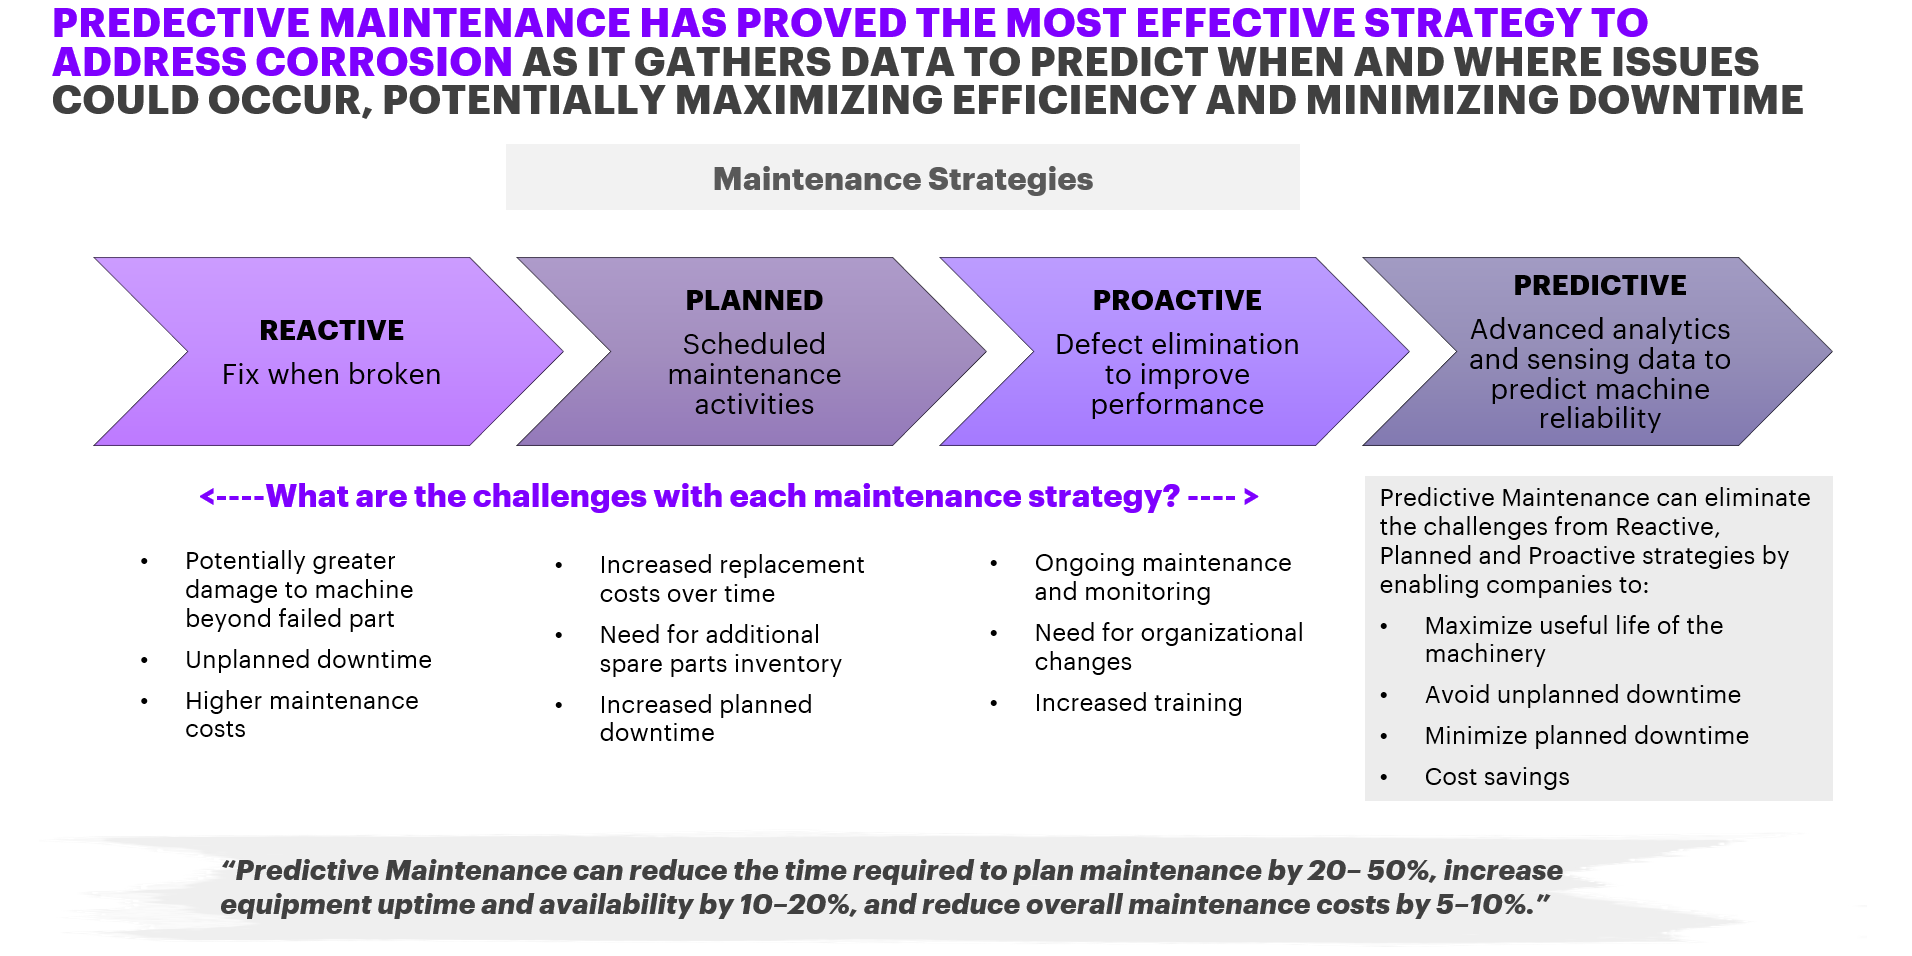 PREDECTIVE MAINTENANCE HAS PROVED THE MOST EFFECTIVE STRATEGY TO
ADDRESS CORROSION AS IT GATHERS DATA TO PREDICT WHEN AND WHERE ISSUES
COULD OCCUR, POTENTIALLY MAXIMIZING EFFICIENCY AND MINIMIZING DOWNTIME
Maintenance Strategies
REACTIVE
Fix when broken
PLANNED
Scheduled
maintenance
activities
PROACTIVE
Defect elimination
to improve
performance
PREDICTIVE
Advanced analytics
and sensing data to
predict machine
reliability
<----What are the challenges with each maintenance strategy? ---- >
• Potentially greater
damage to machine
beyond failed part
• Unplanned downtime
• Higher maintenance
costs
• Increased replacement
costs over time
• Need for additional
spare parts inventory
• Increased planned
downtime
• Ongoing maintenance
and monitoring
• Need for organizational
changes
• Increased training
Predictive Maintenance can eliminate
the challenges from Reactive,
Planned and Proactive strategies by
enabling companies to:
• Maximize useful life of the
machinery
• Avoid unplanned downtime
• Minimize planned downtime
• Cost savings
“Predictive Maintenance can reduce the time required to plan maintenance by 20– 50%, increase
equipment uptime and availability by 10–20%, and reduce overall maintenance costs by 5–10%.”